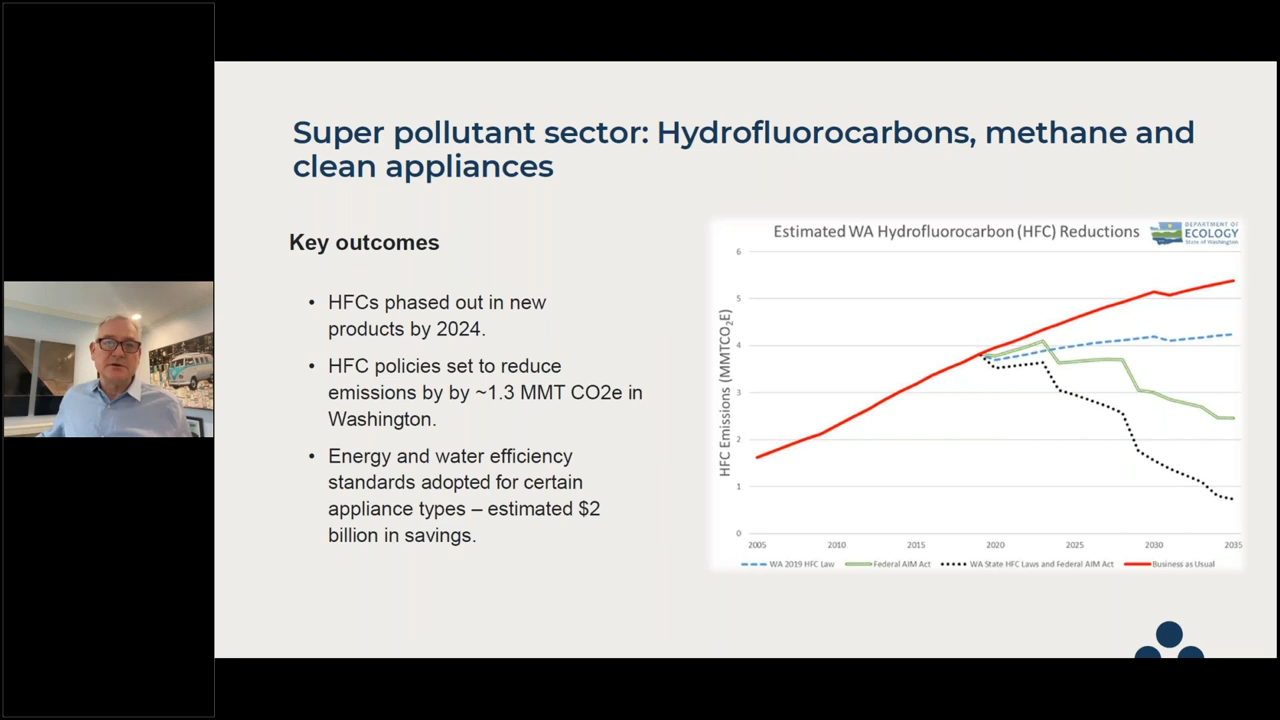 Super pollutant sector: Hydrofluorocarbons, methane and
clean appliances
Key outcomes
• HFCs phased out in new
products by 2024.
• HFC policies set to reduce
emissions by by ~1.3 MMT CO2e in
Washington.
• Energy and water efficiency
standards adopted for certain
appliance types – estimated $2
billion in savings.
Estimated WA Hydrofluorocarbon (HFC) Reductions
DEPARTMENT OF
ECOLOGY
State of Washington
HFC Emissions (MMTCO₂E)
6
5
4
3
2
1
0
2005 2010 2015 2020 2025 2030 2035
WA 2019 HFC Law Federal AIM Act WA State HFC Laws and Federal AIM Act Business as Usual